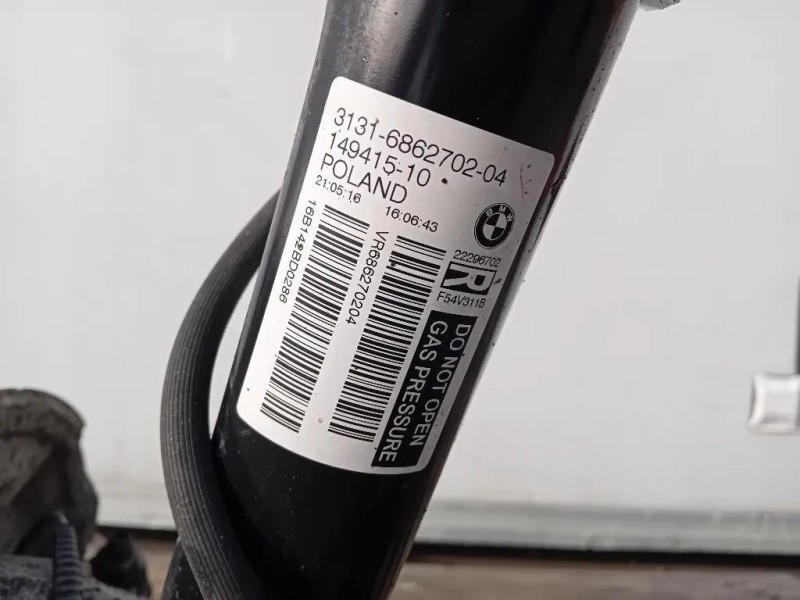 3131-6862702-04
149415-10
POLAND
21:05:16 16:06:43
BMW
22296702
R
F54V311B
VR686270204
16B142BD0286
DO NOT OPEN
GAS PRESSURE